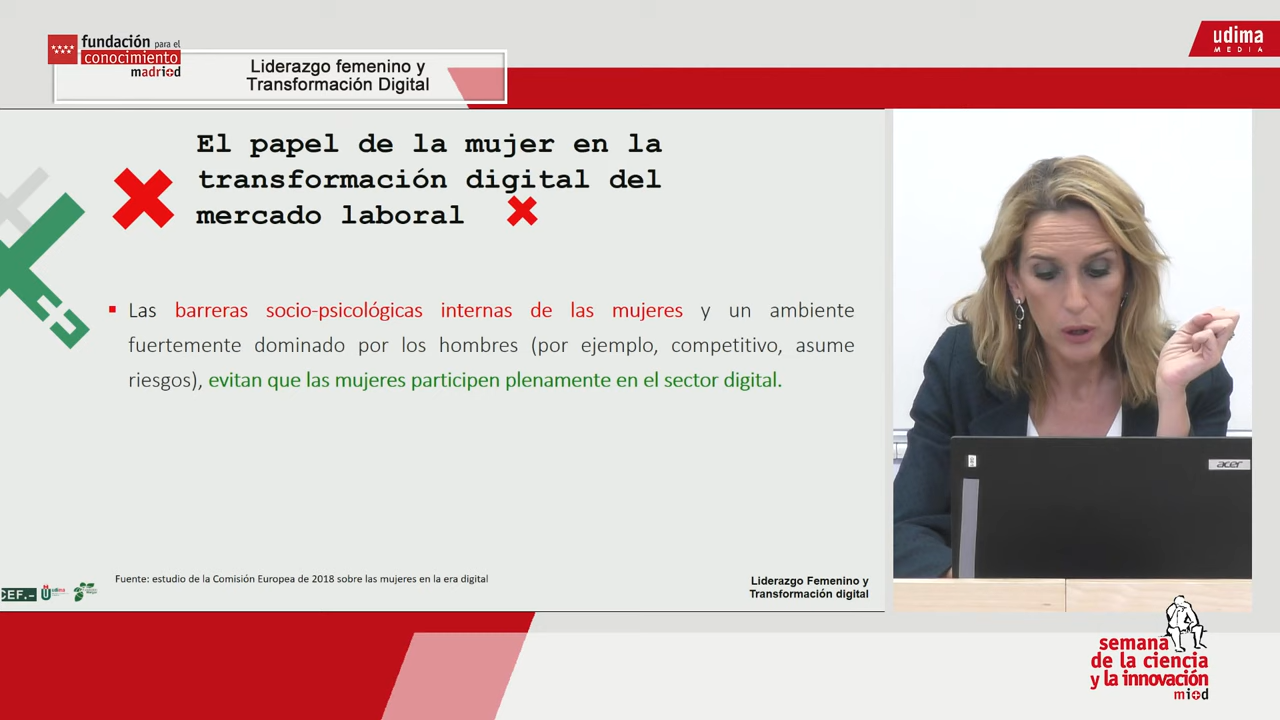 fundación para el
conocimiento
madri+d
Liderazgo femenino y
Transformación Digital
udima
MEDIA
El papel de la mujer en la
transformación digital del
mercado laboral
Las barreras socio-psicológicas internas de las mujeres y un ambiente
fuertemente dominado por los hombres (por ejemplo, competitivo, asume
riesgos), evitan que las mujeres participen plenamente en el sector digital.
acer
Fuente: estudio de la Comisión Europea de 2018 sobre las mujeres en la era digital
CEF.-
udima
Liderazgo Femenino y
Transformación digital
semana
de la ciencia
y la innovación
mi+d